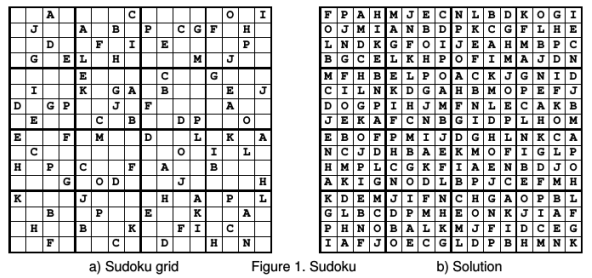 A C O I
J A B P C G F H
D F I E P
G E L H M J
E C G
I K G A B E J
D G P J F A
E C B D P O
E F M D L K A
C O I L
H P C F A B
G O D J H
K J H A P L
B P E K A
H B K F I C
F C D H N
F P A H M J E C N L B D K O G I
O J M I A N B D P K C G F L H E
L N D K G F O I J E A H M B P C
B G C E L K H P O F I M A J D N
M F H B E L P O A C K J G N I D
C I L N K D G A H B M O P E F J
D O G P I H J M F N L E C A K B
J E K A F C N B G I D P L H O M
E B O F P M I J D G H L N K C A
N C J D H B A E K M O F I G L P
H M P L C G K F I A E N B D J O
A K I G N O D L B P J C E F M H
K D E M J I F N C H G A O P B L
G L B C D P M H E O N K J I A F
P H N O B A L K M J F I D C E G
I A F J O E C G L D P B H M N K
a) Sudoku grid Figure 1. Sudoku b) Solution